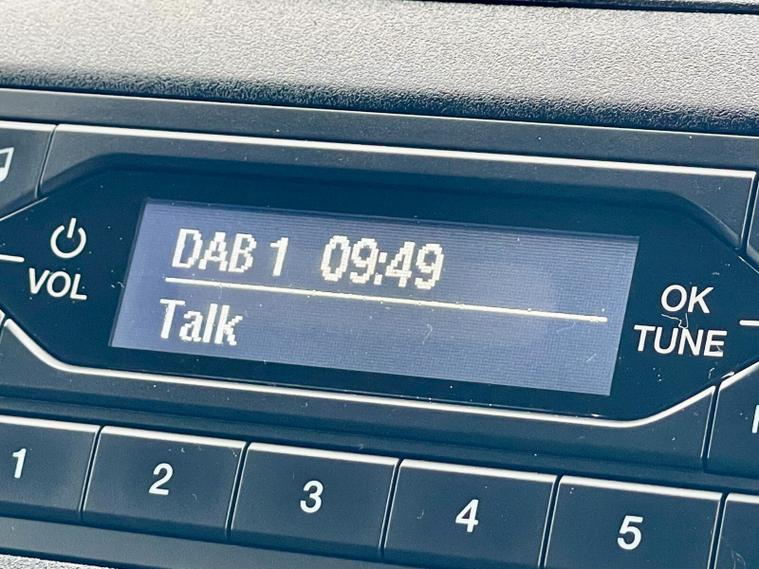 DAB 1 09:49
Talk
VOL
OK
TUNE
1 2 3 4 5